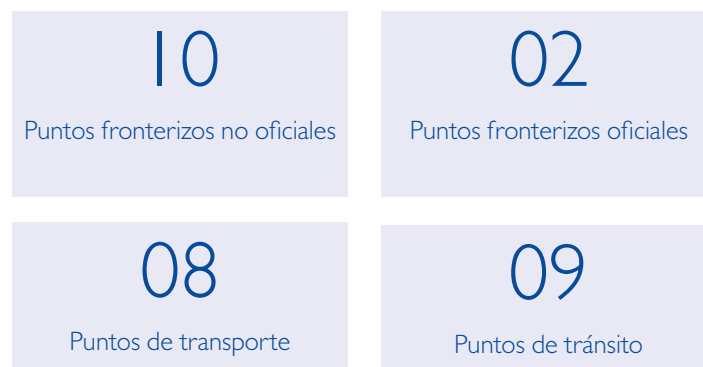 10
Puntos fronterizos no oficiales
02
Puntos fronterizos oficiales
08
Puntos de transporte
09
Puntos de tránsito